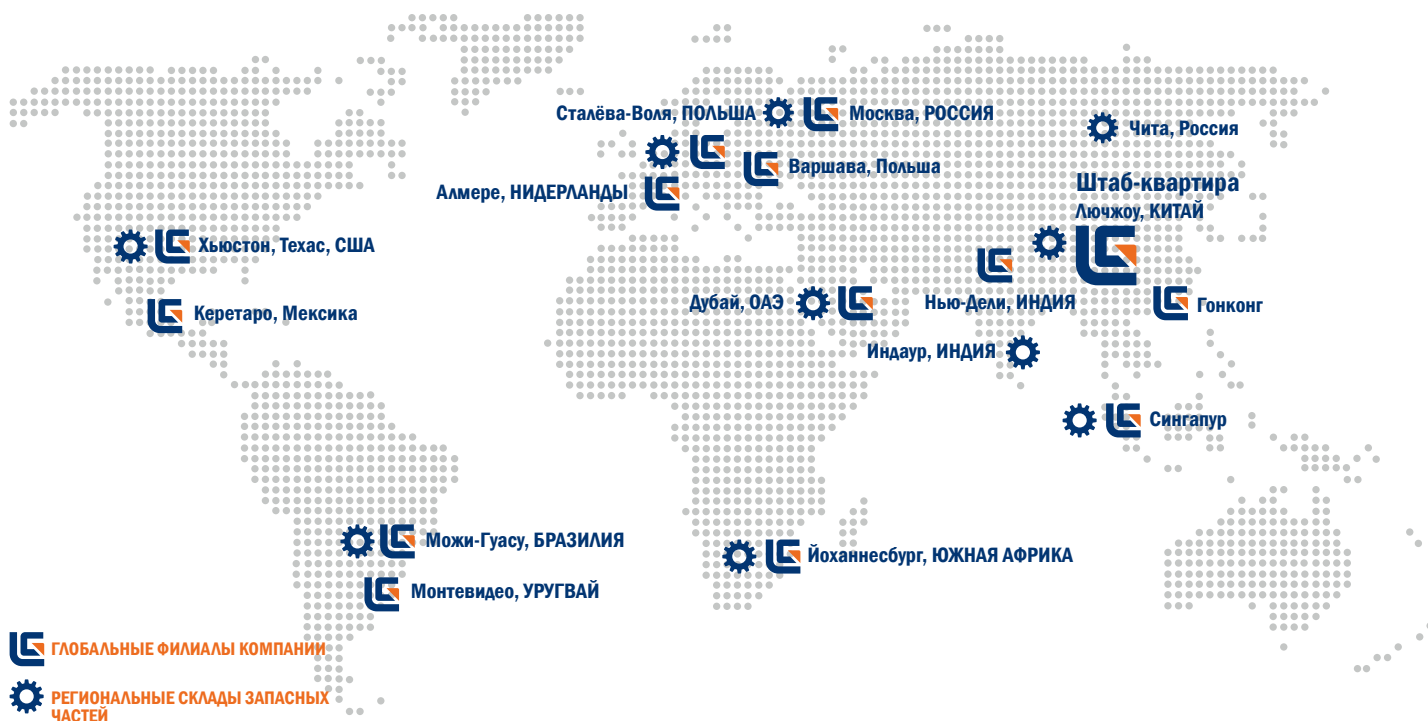 Сталёва-Воля, ПОЛЬША
Москва, РОССИЯ
Чита, Россия
Варшава, Польша
Алмере, НИДЕРЛАНДЫ
Штаб-квартира
Лючжоу, КИТАЙ
Хьюстон, Техас, США
Керетаро, Мексика
Дубай, ОАЭ
Нью-Дели, ИНДИЯ
Гонконг
Индаур, ИНДИЯ
Сингапур
Можи-Гуасу, БРАЗИЛИЯ
Йоханнесбург, ЮЖНАЯ АФРИКА
Монтевидео, УРУГВАЙ
ГЛОБАЛЬНЫЕ ФИЛИАЛЫ КОМПАНИИ
РЕГИОНАЛЬНЫЕ СКЛАДЫ ЗАПАСНЫХ
ЧАСТЕЙ